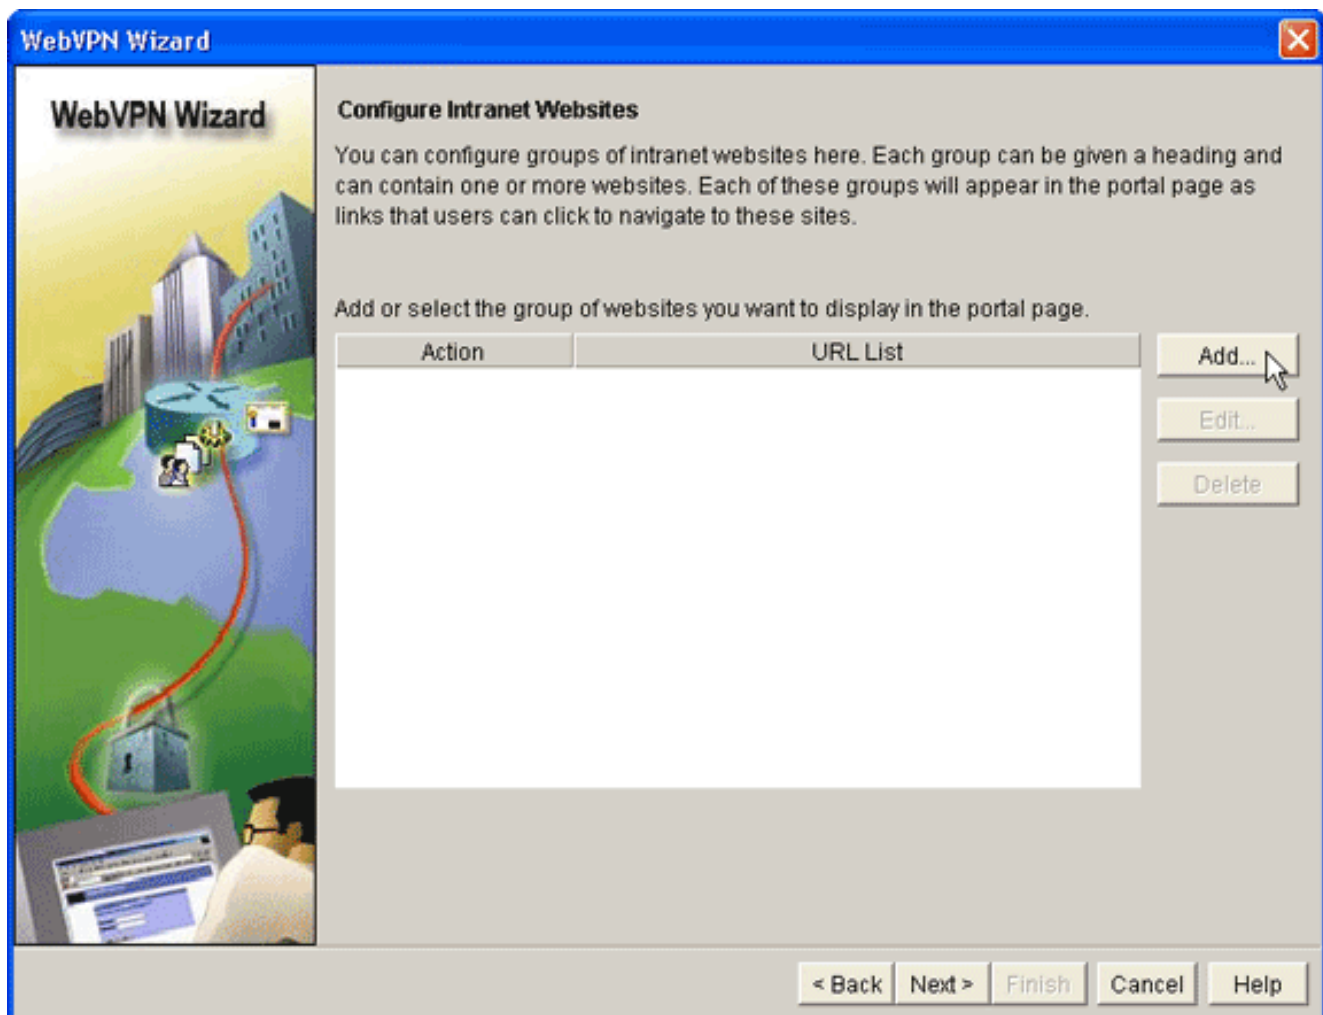 WebVPN Wizard
WebVPN Wizard
Configure Intranet Websites
You can configure groups of intranet websites here. Each group can be given a heading and
can contain one or more websites. Each of these groups will appear in the portal page as
links that users can click to navigate to these sites.
Add or select the group of websites you want to display in the portal page.
Action URL List
Add...
Edit...
Delete
< Back Next > Finish Cancel Help